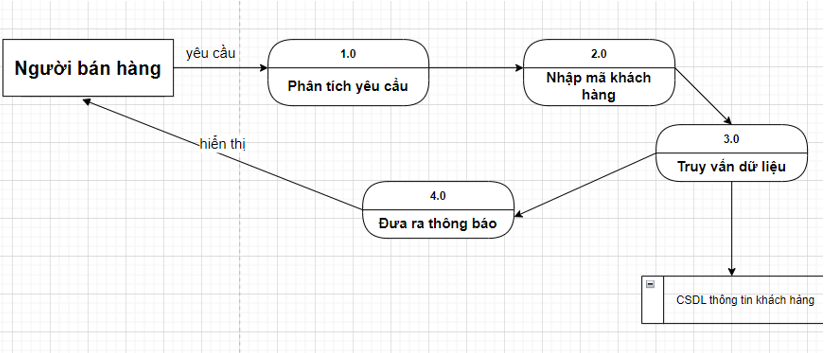 Người bán hàng
yêu cầu
1.0
Phân tích yêu cầu
2.0
Nhập mã khách
hàng
3.0
Truy vấn dữ liệu
hiển thị
4.0
Đưa ra thông báo
CSDL thông tin khách hàng